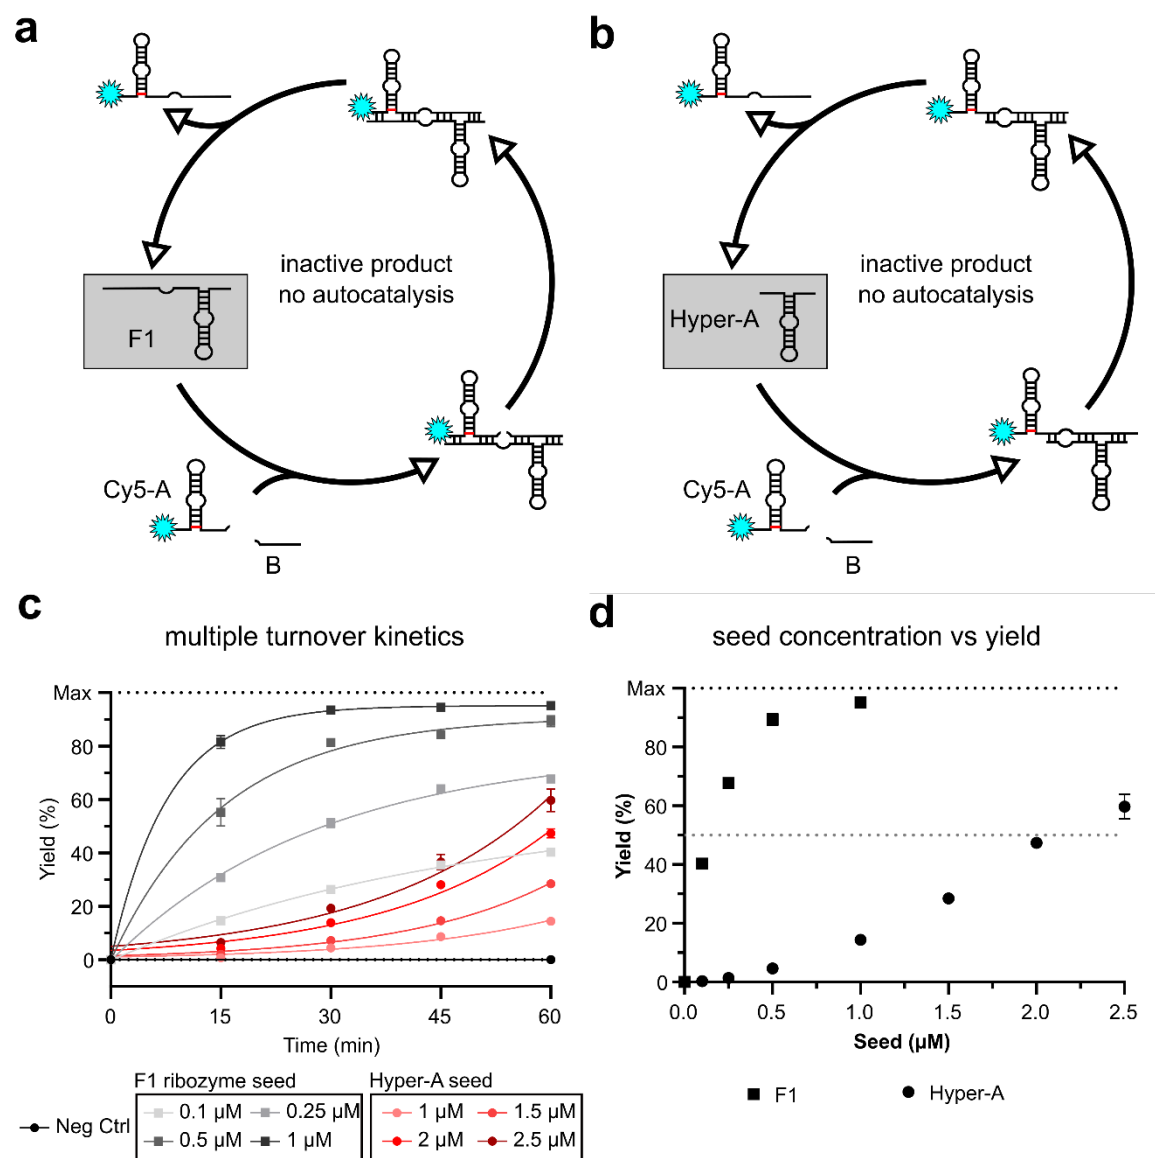 a
inactive product
no autocatalysis
F1
Cy5-A
B
b
inactive product
no autocatalysis
Hyper-A
Cy5-A
B
c
multiple turnover kinetics
Max
80
60
40
20
0
Yield (%)
0 15 30 45 60
Time (min)
Neg Ctrl
F1 ribozyme seed
0.1 µM 0.25 µM
0.5 µM 1 µM
Hyper-A seed
1 µM 1.5 µM
2 µM 2.5 µM
d
seed concentration vs yield
Max
80
60
40
20
0
Yield (%)
0.0 0.5 1.0 1.5 2.0 2.5
Seed (µM)
F1 Hyper-A